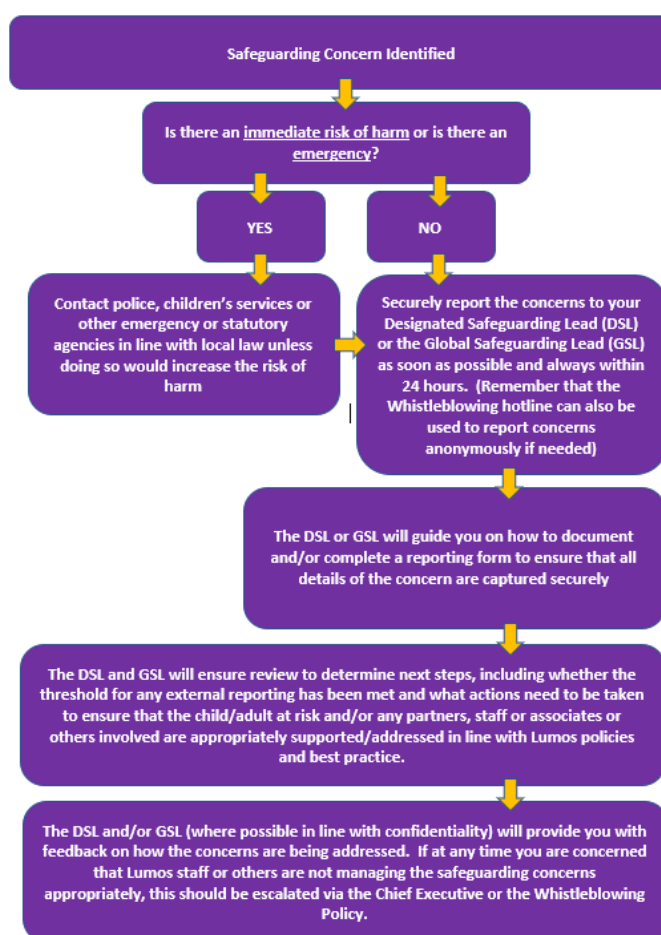 Safeguarding Concern Identified
Is there an immediate risk of harm or is there an
emergency?
YES
NO
Contact police, children’s services or
other emergency or statutory
agencies in line with local law unless
doing so would increase the risk of
harm
Securely report the concerns to your
Designated Safeguarding Lead (DSL)
or the Global Safeguarding Lead (GSL)
as soon as possible and always within
24 hours.  (Remember that the
Whistleblowing hotline can also be
used to report concerns
anonymously if needed)
The DSL or GSL will guide you on how to document
and/or complete a reporting form to ensure that all
details of the concern are captured securely
The DSL and GSL will ensure review to determine next steps, including whether the
threshold for any external reporting has been met and what actions need to be taken
to ensure that the child/adult at risk and/or any partners, staff or associates or
others involved are appropriately supported/addressed in line with Lumos policies
and best practice.
The DSL and/or GSL (where possible in line with confidentiality) will provide you with
feedback on how the concerns are being addressed.  If at any time you are concerned
that Lumos staff or others are not managing the safeguarding concerns
appropriately, this should be escalated via the Chief Executive or the Whistleblowing
Policy.